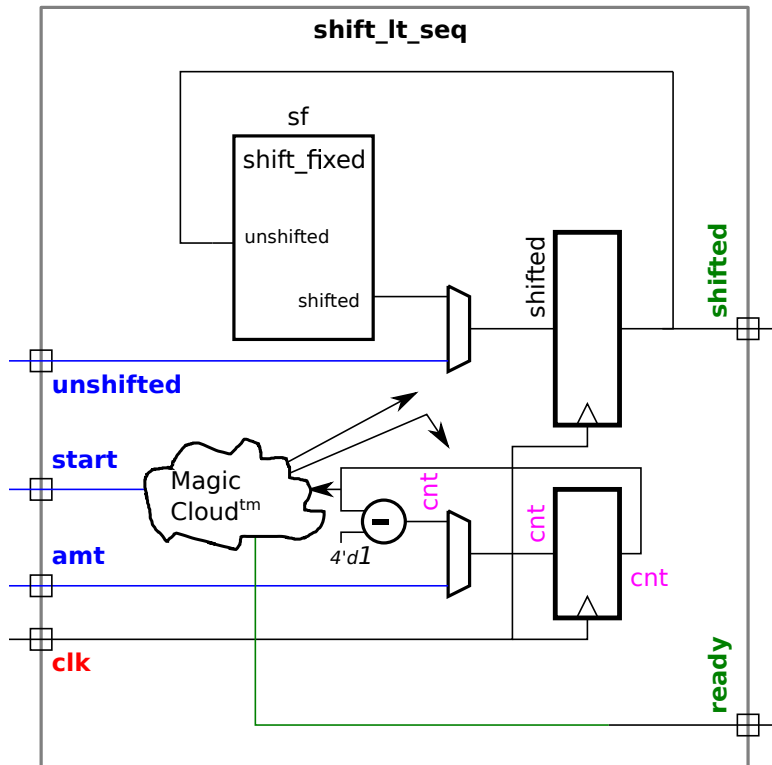 shift_lt_seq
sf
shift_fixed
unshifted
shifted
shifted
shifted
unshifted
start
Magic
Cloudtm
cnt
cnt
4'd1
amt
cnt
clk
ready